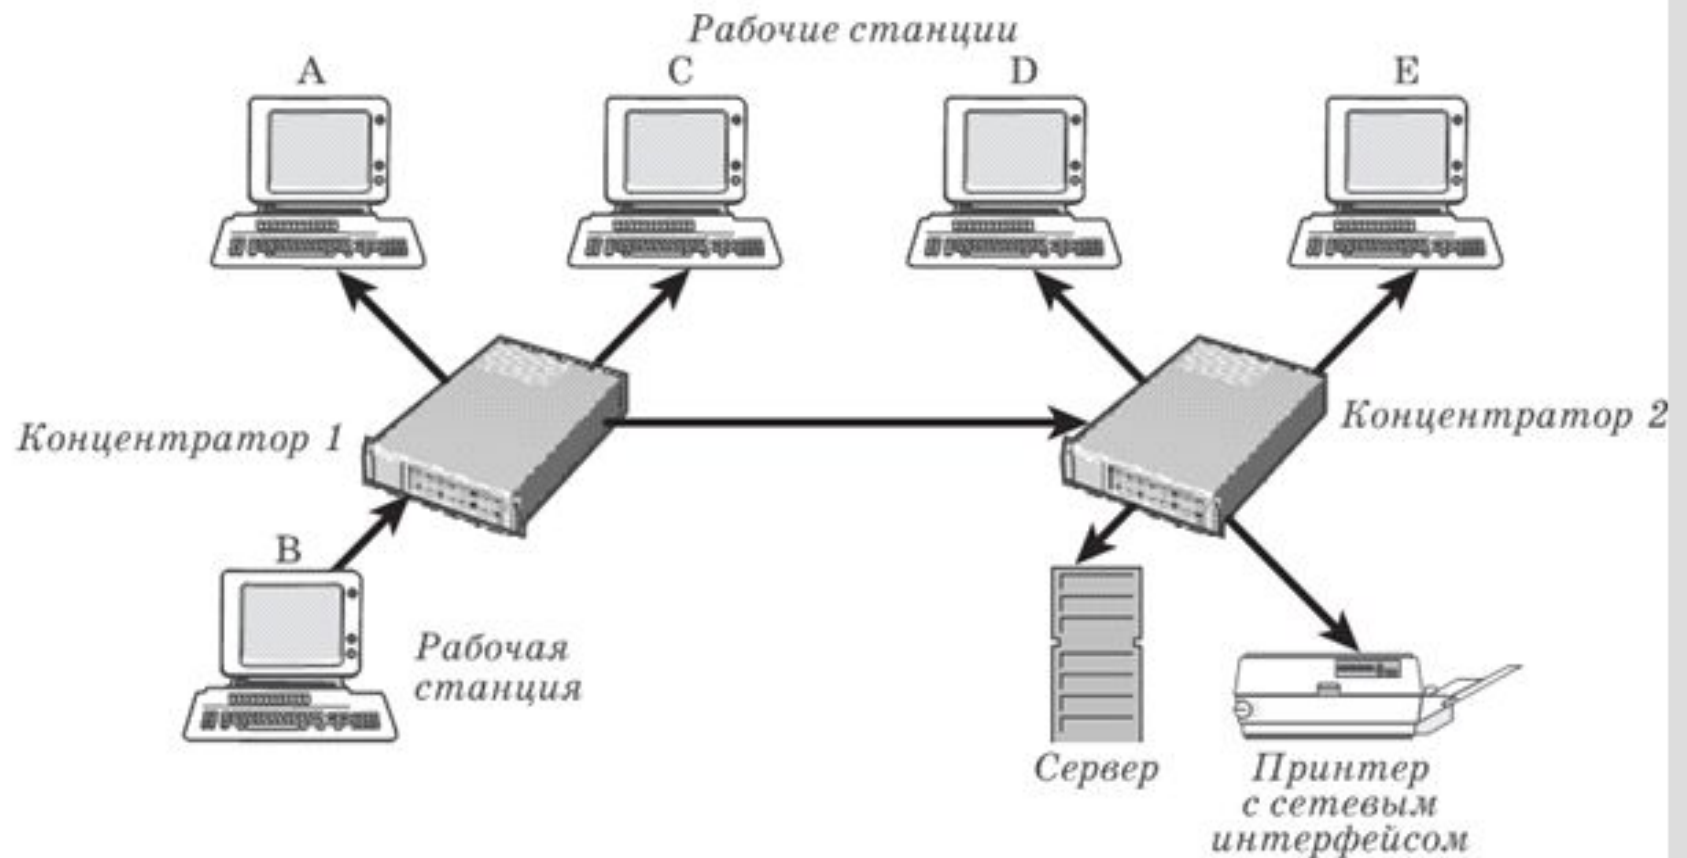 Рабочие станции
A
C
D
E
Концентратор 1
Концентратор 2
B
Рабочая
станция
Сервер
Принтер
с сетевым
интерфейсом